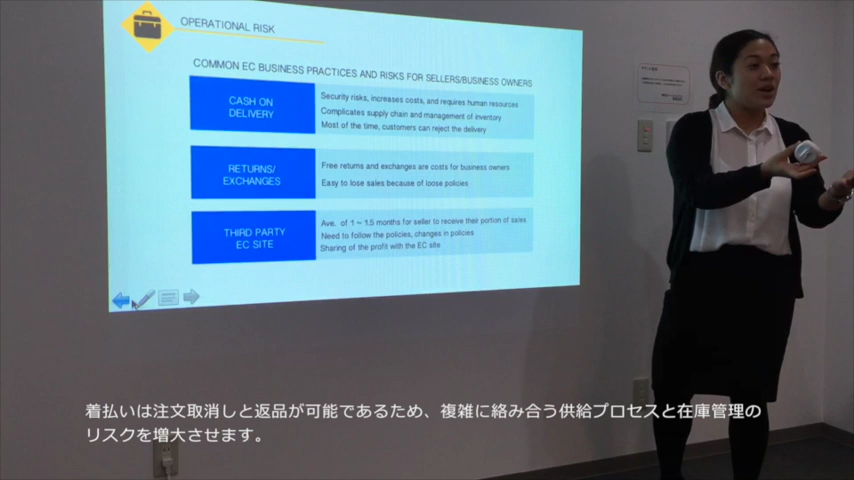 OPERATIONAL RISK
COMMON EC BUSINESS PRACTICES AND RISKS FOR SELLERS/BUSINESS OWNERS
CASH ON
DELIVERY
Security risks, increases costs, and requires human resources
Complicates supply chain and management of inventory
Most of the time, customers can reject the delivery
RETURNS/
EXCHANGES
Free returns and exchanges are costs for business owners
Easy to lose sales because of loose policies
THIRD PARTY
EC SITE
Ave. of 1 ~ 1.5 months for seller to receive their portion of sales
Need to follow the policies, changes in policies
Sharing of the profit with the EC site
着払いは注文取消しと返品が可能であるため、複雑に絡み合う供給プロセスと在庫管理の
リスクを増大させます。